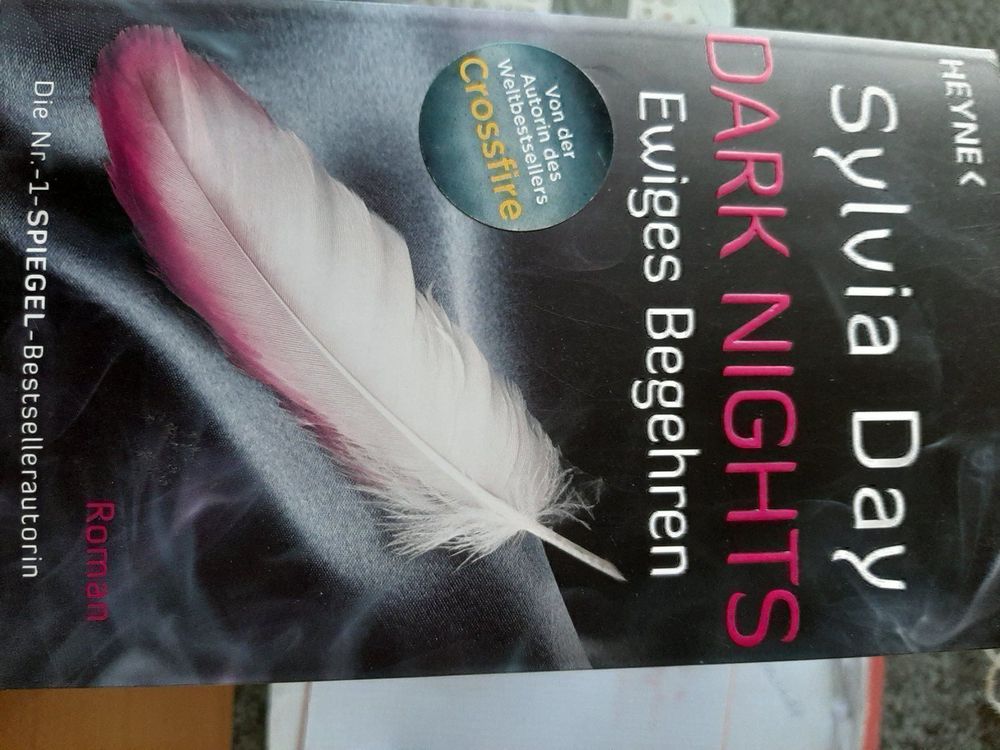 HEYNE<
Sylvia Day
DARK NIGHTS
Ewiges Begehren
Von der
Autorin des
Weltbestsellers
Crossfire
Roman
Die Nr.-1-SPIEGEL-Bestsellerautorin